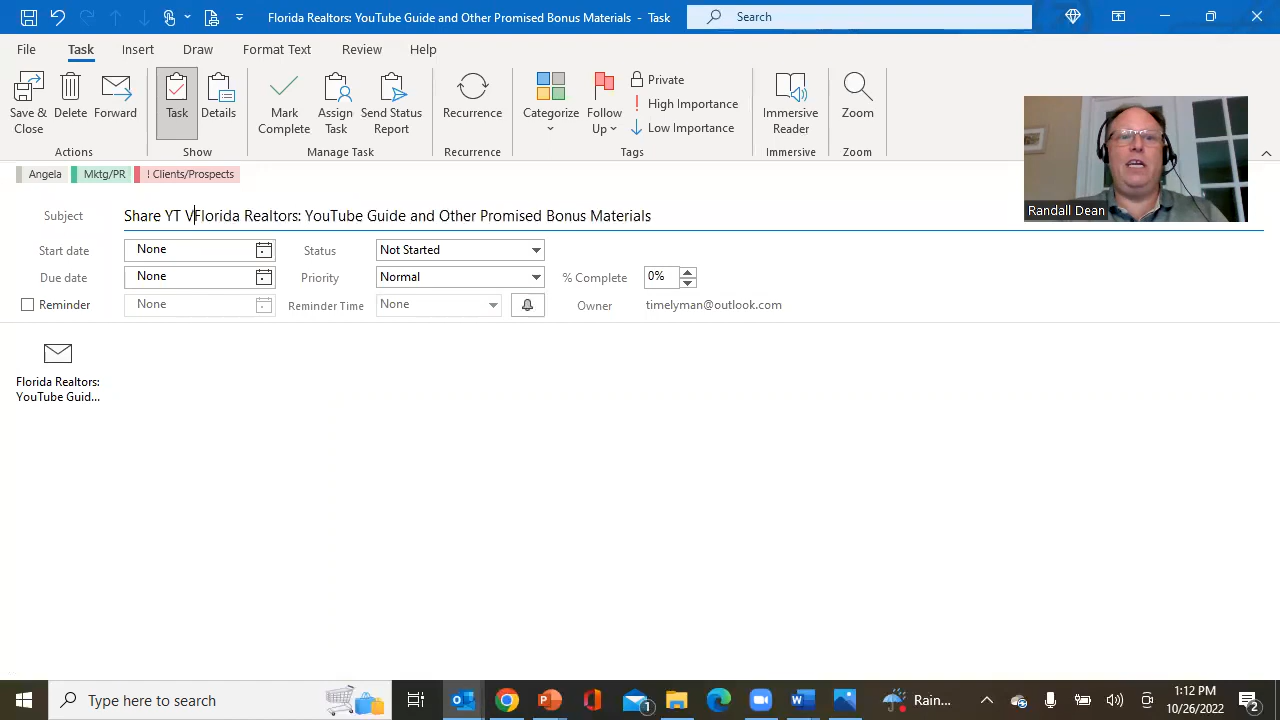 Florida Realtors: YouTube Guide and Other Promised Bonus Materials - Task
Search
File Task Insert Draw Format Text Review Help
Save & Close
Delete
Forward
Task
Details
Mark Complete
Assign Task
Send Status Report
Recurrence
Categorize
Follow Up
Private
High Importance
Low Importance
Immersive Reader
Zoom
Actions Show Manage Task Recurrence Tags Immersive Zoom
Angela Mktg/PR ! Clients/Prospects
Randall Dean
Subject Share YT VFlorida Realtors: YouTube Guide and Other Promised Bonus Materials
Start date None Status Not Started
Due date None Priority Normal % Complete 0%
Reminder None Reminder Time None Owner timelyman@outlook.com
Florida Realtors:
YouTube Guid...
Type here to search
1
Rain...
1:12 PM
10/26/2022
2